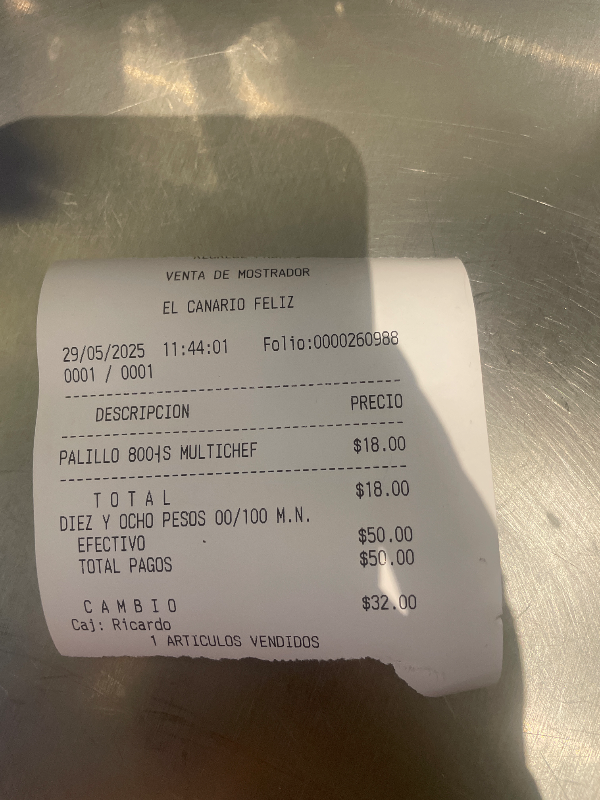 VENTA DE MOSTRADOR
EL CANARIO FELIZ
29/05/2025 11:44:01 Folio:0000260988
0001 / 0001
DESCRIPCION PRECIO
PALILLO 800 S MULTICHEF $18.00
T O T A L $18.00
DIEZ Y OCHO PESOS 00/100 M.N.
EFECTIVO $50.00
TOTAL PAGOS $50.00
C A M B I O $32.00
Caj: Ricardo
1 ARTICULOS VENDIDOS